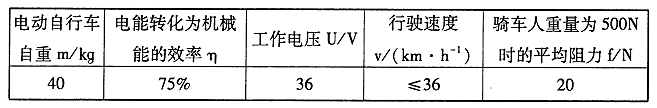 电动自行车
自重 m/kg
电能转化为机械
能的效率 η
工作电压 U/V
行驶速度
v/(km·h⁻¹)
骑车人重量为 500N
时的平均阻力 f/N
40
75%
36
≤36
20